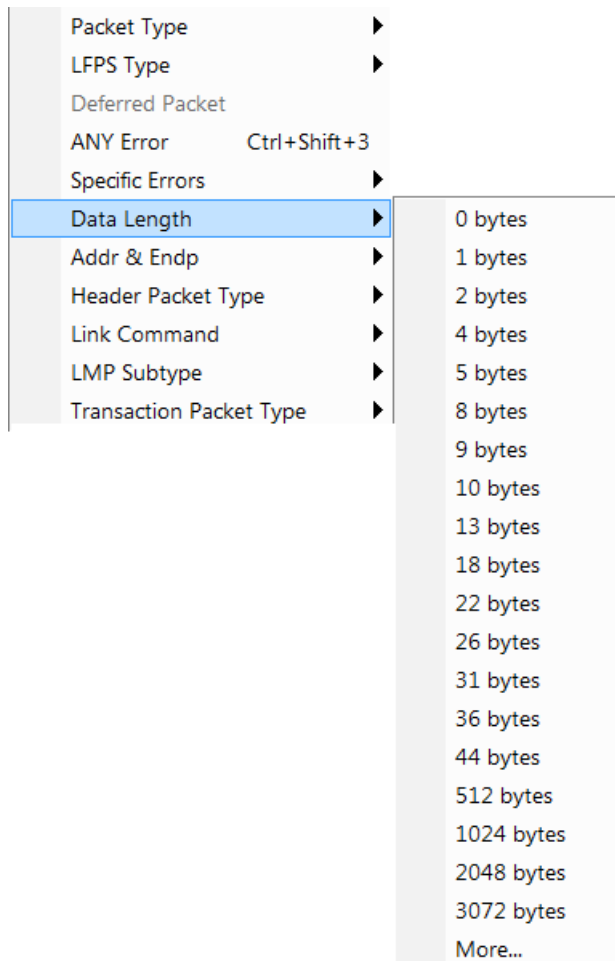 Packet Type
LFPS Type
Deferred Packet
ANY Error Ctrl+Shift+3
Specific Errors
Data Length
Addr & Endp
Header Packet Type
Link Command
LMP Subtype
Transaction Packet Type
0 bytes
1 bytes
2 bytes
4 bytes
5 bytes
8 bytes
9 bytes
10 bytes
13 bytes
18 bytes
22 bytes
26 bytes
31 bytes
36 bytes
44 bytes
512 bytes
1024 bytes
2048 bytes
3072 bytes
More...